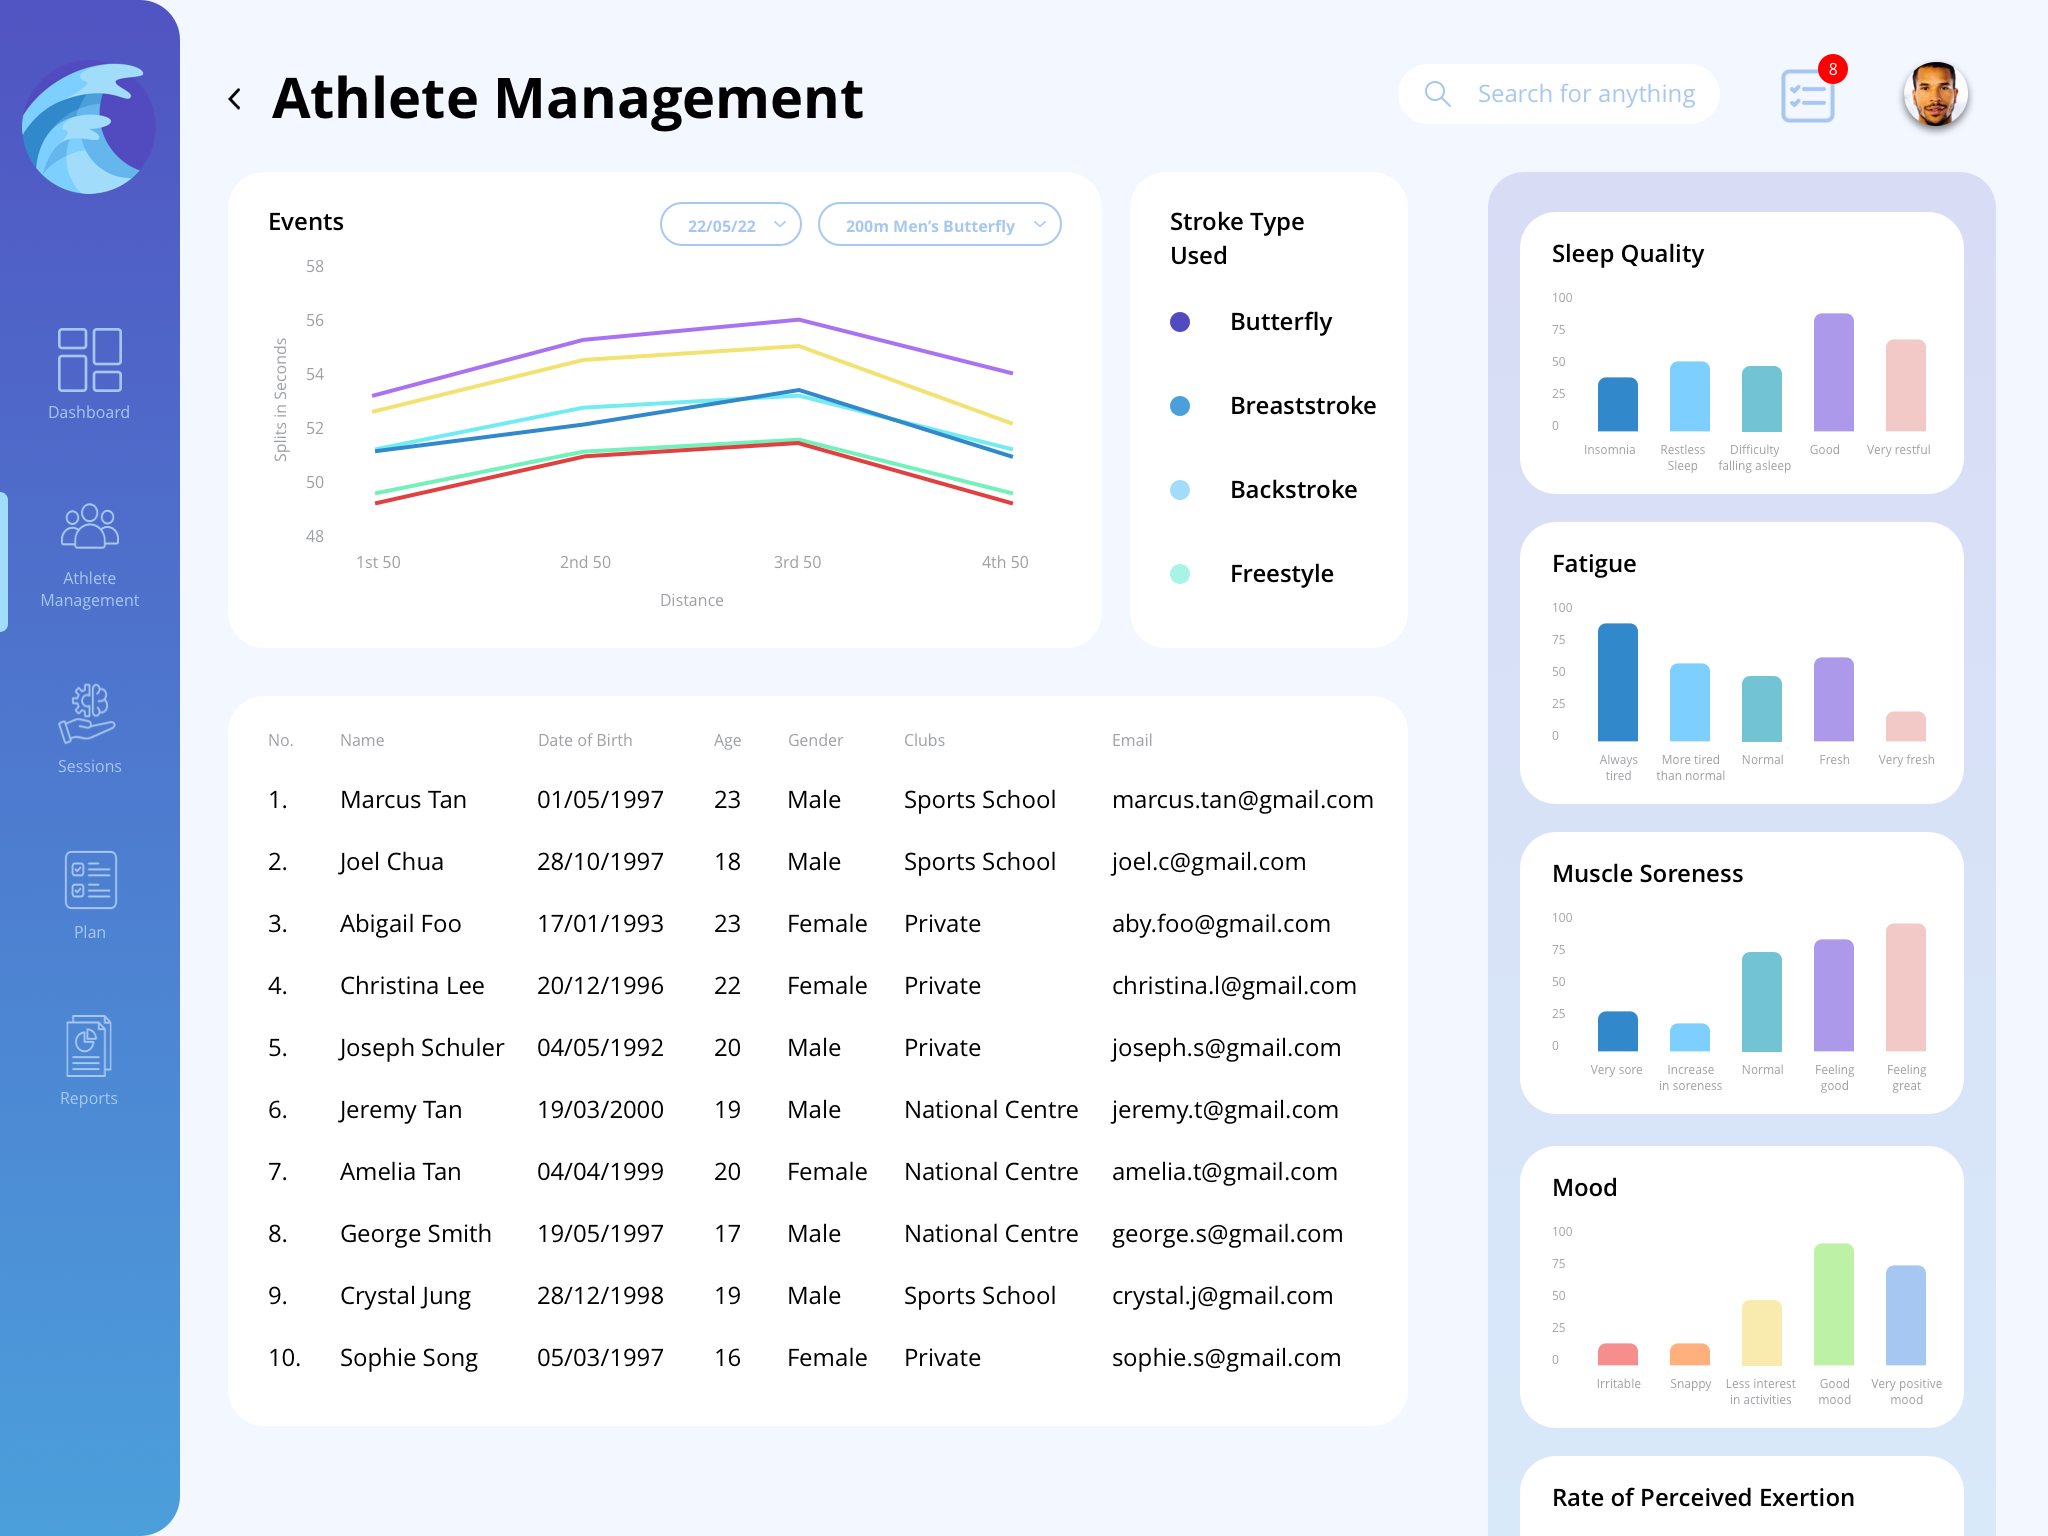 Athlete Management
Search for anything
8
Dashboard
Athlete
Management
Sessions
Plan
Reports
Events
22/05/22
200m Men's Butterfly
58
56
54
52
50
48
Splits in Seconds
1st 50
2nd 50
3rd 50
4th 50
Distance
Stroke Type
Used
Butterfly
Breaststroke
Backstroke
Freestyle
No. Name Date of Birth Age Gender Clubs Email
1. Marcus Tan 01/05/1997 23 Male Sports School marcus.tan@gmail.com
2. Joel Chua 28/10/1997 18 Male Sports School joel.c@gmail.com
3. Abigail Foo 17/01/1993 23 Female Private aby.foo@gmail.com
4. Christina Lee 20/12/1996 22 Female Private christina.l@gmail.com
5. Joseph Schuler 04/05/1992 20 Male Private joseph.s@gmail.com
6. Jeremy Tan 19/03/2000 19 Male National Centre jeremy.t@gmail.com
7. Amelia Tan 04/04/1999 20 Female National Centre amelia.t@gmail.com
8. George Smith 19/05/1997 17 Male National Centre george.s@gmail.com
9. Crystal Jung 28/12/1998 19 Male Sports School crystal.j@gmail.com
10. Sophie Song 05/03/1997 16 Female Private sophie.s@gmail.com
Sleep Quality
100
75
50
25
0
Insomnia
Restless
Sleep
Difficulty
falling asleep
Good
Very restful
Fatigue
100
75
50
25
0
Always
tired
More tired
than normal
Normal
Fresh
Very fresh
Muscle Soreness
100
75
50
25
0
Very sore
Increase
in soreness
Normal
Feeling
good
Feeling
great
Mood
100
75
50
25
0
Irritable
Snappy
Less interest
in activities
Good
mood
Very positive
mood
Rate of Perceived Exertion